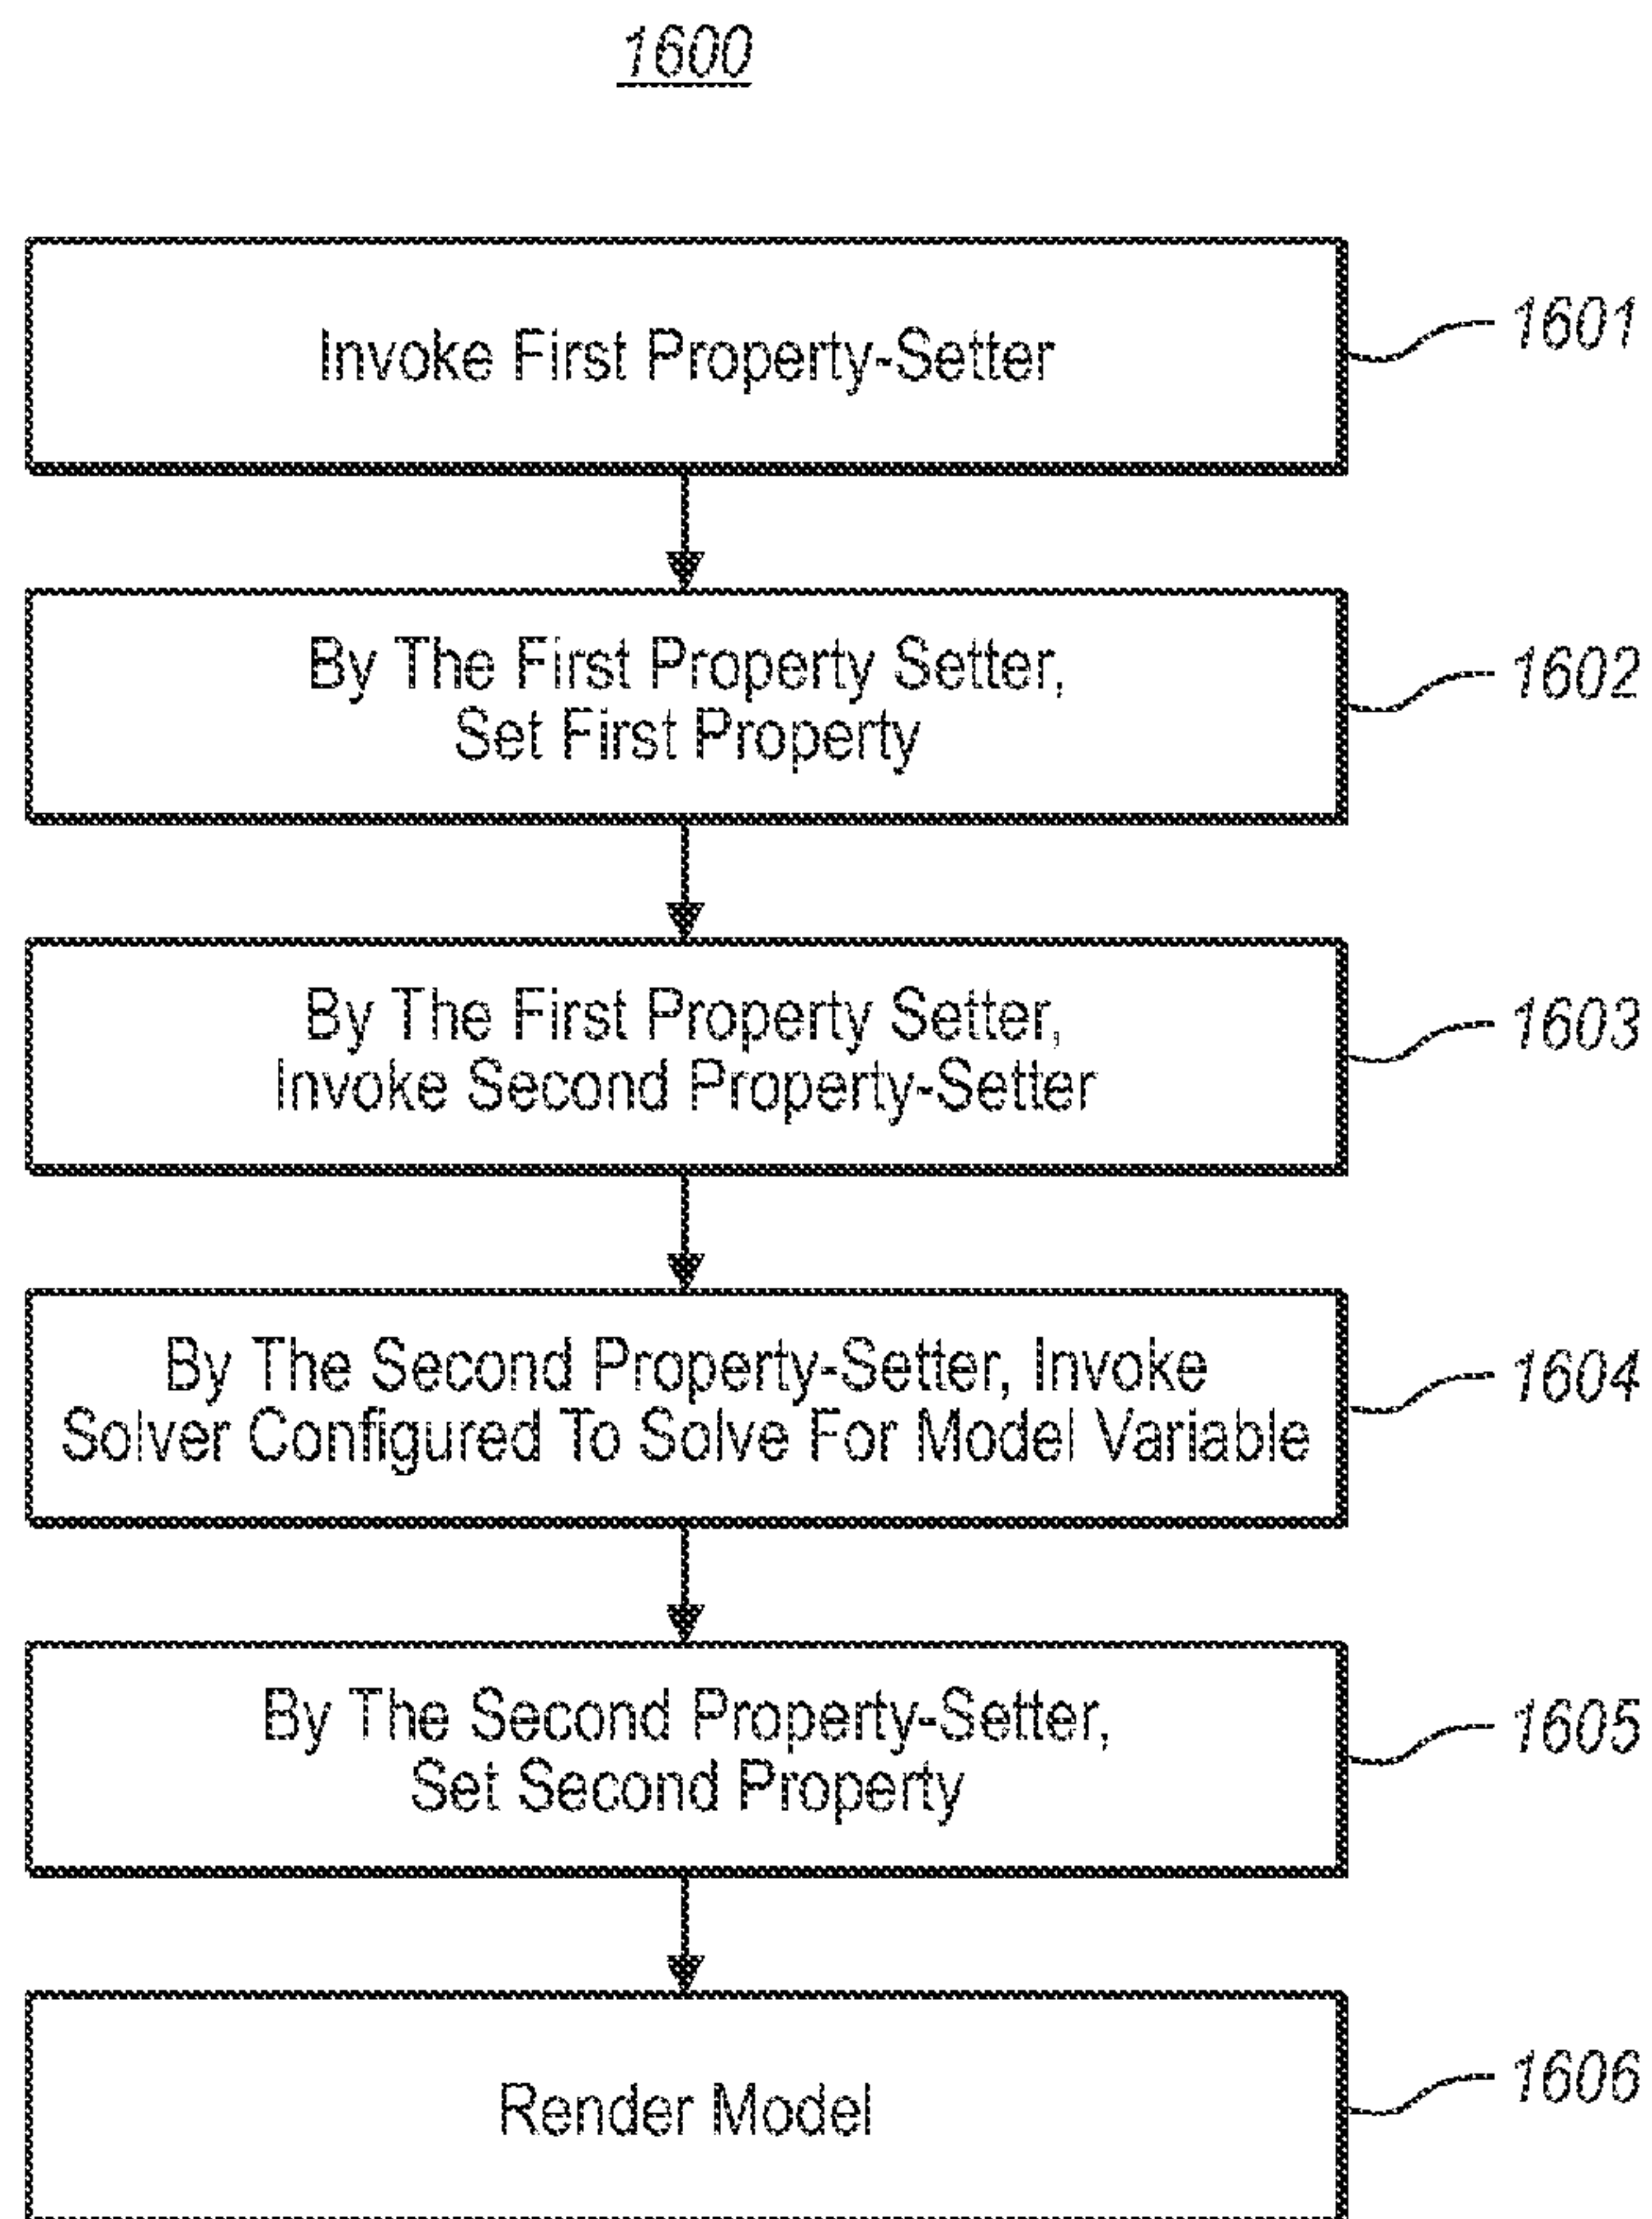 1600
Invoke First Property-Setter
1601
By The First Property Setter,
Set First Property
1602
By The First Property Setter,
Invoke Second Property-Setter
1603
By The Second Property-Setter, Invoke
Solver Configured To Solve For Model Variable
1604
By The Second Property-Setter,
Set Second Property
1605
Render Model
1606